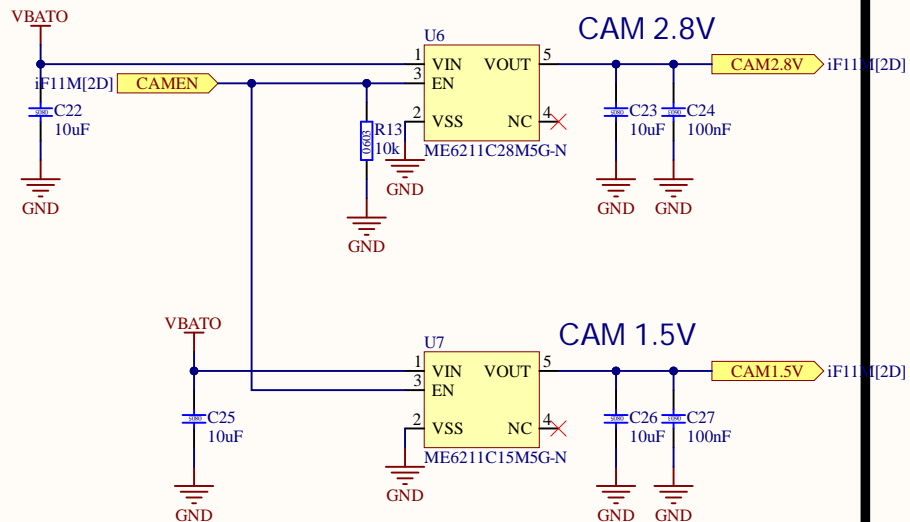 CAM 2.8V
VBATO
U6
1 VIN VOUT 5
CAM2.8V iF11M[2D]
iF11M[2D] CAMEN
3 EN
C22
10uF
R13
10k
0.603
2 VSS NC 4
ME6211C28M5G-N
C23
10uF
C24
100nF
GND
GND
GND
GND
GND
CAM 1.5V
VBATO
U7
1 VIN VOUT 5
CAM1.5V iF11M[2D]
3 EN
C25
10uF
2 VSS NC 4
ME6211C15M5G-N
C26
10uF
C27
100nF
GND
GND
GND
GND